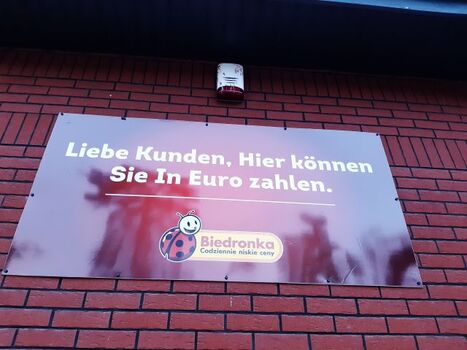 Liebe Kunden, Hier können
Sie In Euro zahlen.
Biedronka
Codziennie niskie ceny